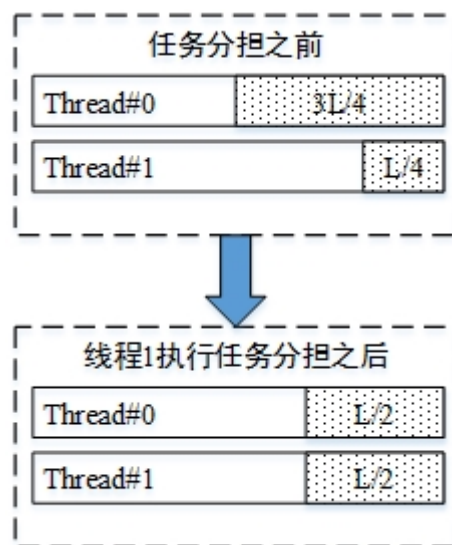 任务分担之前
Thread#0 3L/4
Thread#1 L/4
线程1执行任务分担之后
Thread#0 L/2
Thread#1 L/2